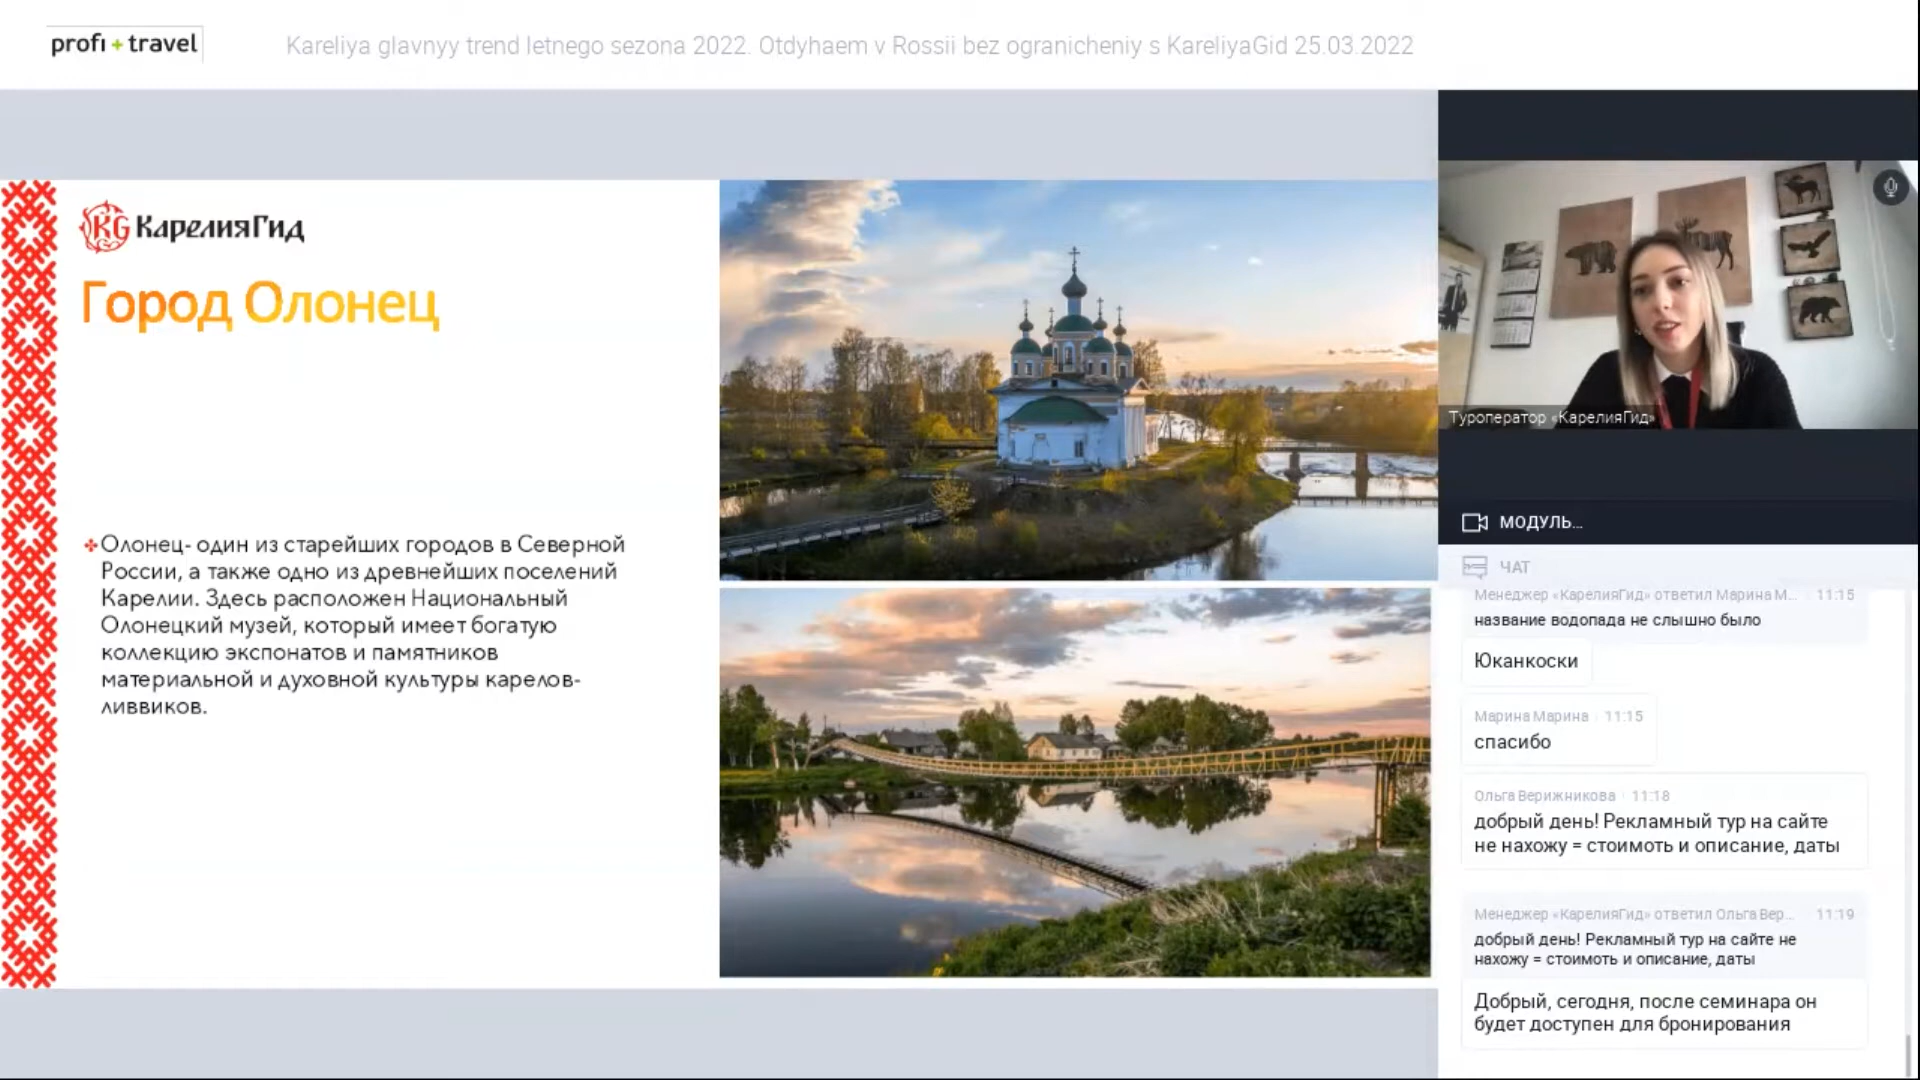 profi + travel
Kareliya glavnyy trend letnego sezona 2022. Otdyhaem v Rossii bez ogranicheniy s KareliyaGid 25.03.2022
KG КарелияГид
Город Олонец
Олонец- один из старейших городов в Северной
России, а также одно из древнейших поселений
Карелии. Здесь расположен Национальный
Олонецкий музей, который имеет богатую
коллекцию экспонатов и памятников
материальной и духовной культуры карелов-
ливвиков.
Туроператор «КарелияГид»
МОДУЛЬ...
ЧАТ
Менеджер «КарелияГид» ответил Марина М... 11:15
название водопада не слышно было
Юканкоски
Марина Марина 11:15
спасибо
Ольга Верижникова 11:18
добрый день! Рекламный тур на сайте
не нахожу = стоимоть и описание, даты
Менеджер «КарелияГид» ответил Ольга Вер... 11:19
добрый день! Рекламный тур на сайте не
нахожу = стоимоть и описание, даты
Добрый, сегодня, после семинара он
будет доступен для бронирования